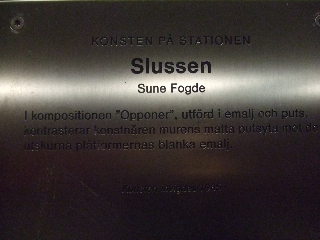 KONSTEN PÅ STATIONEN
Slussen
Sune Fogde
I kompositionen "Opponer", utförd i emalj och puts,
kontrasterar konstnären murens matta putsyta mot de
utskurna plåtformernas blanka emalj.